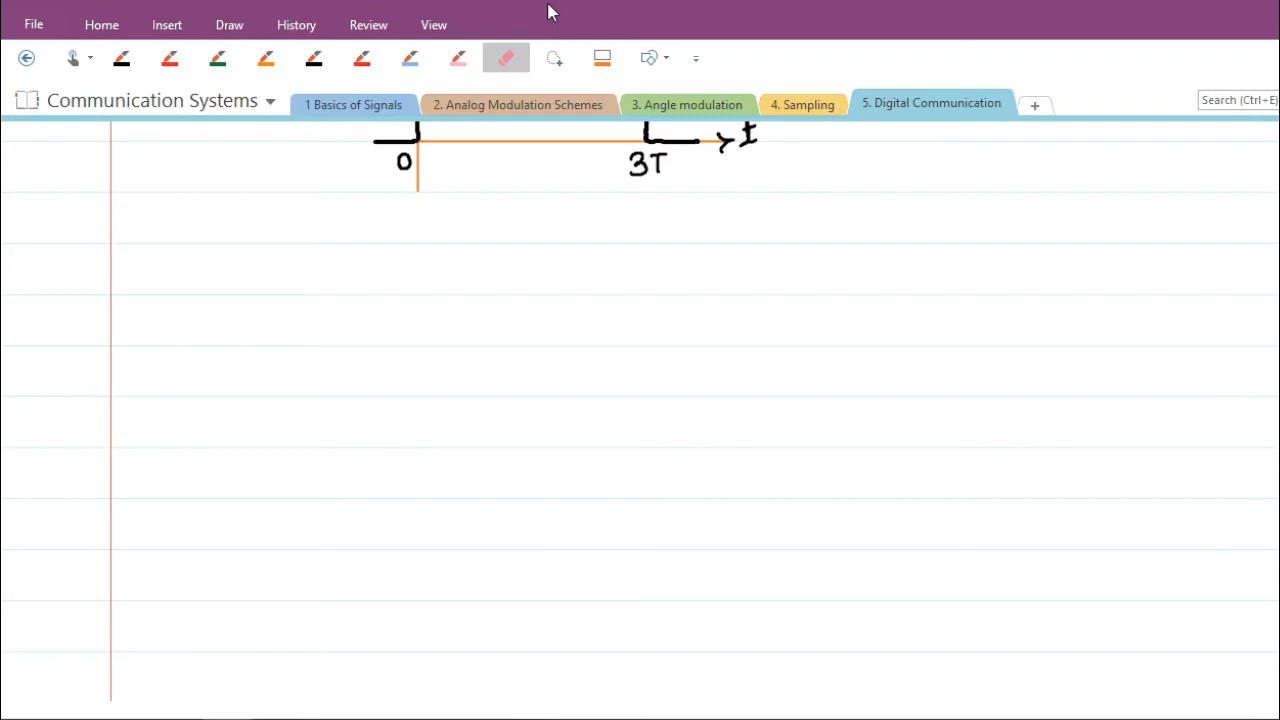 File Home Insert Draw History Review View
Communication Systems 1 Basics of Signals 2. Analog Modulation Schemes 3. Angle modulation 4. Sampling 5. Digital Communication + Search (Ctrl+E)
t
0 3T